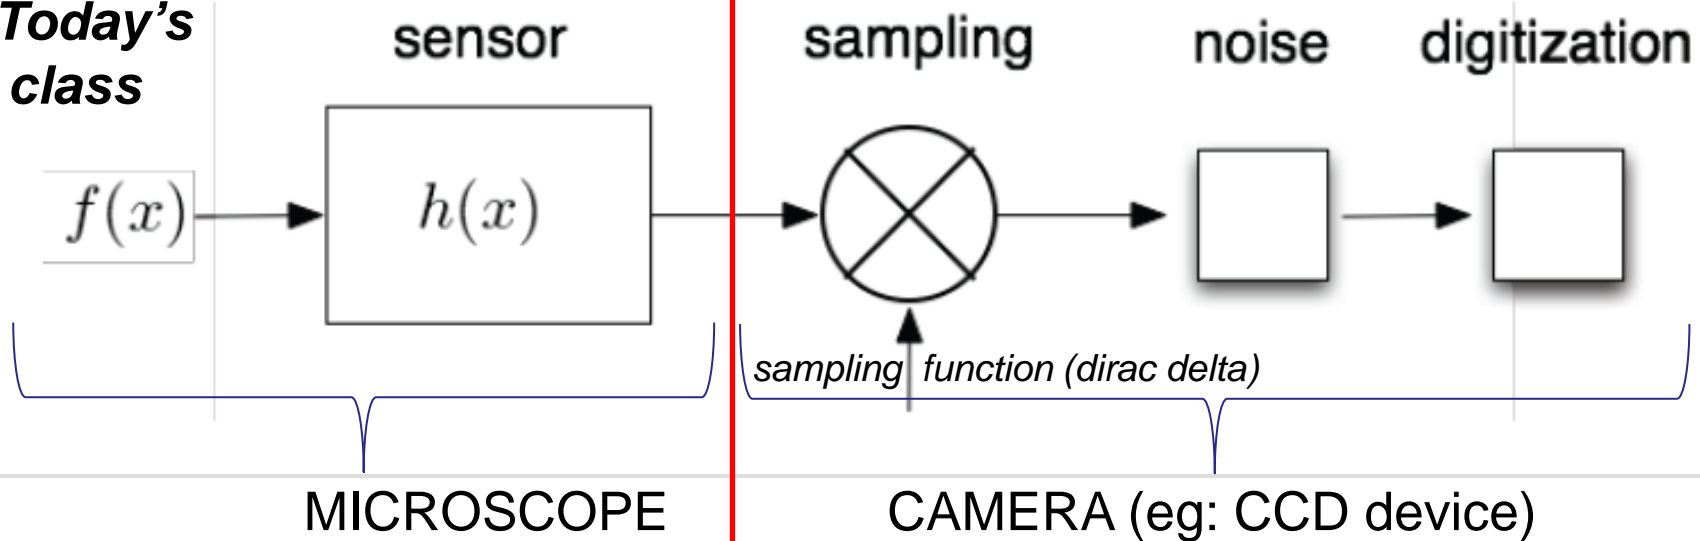 Today's
class
sensor
sampling
noise
digitization
f(x)
h(x)
sampling function (dirac delta)
MICROSCOPE
CAMERA (eg: CCD device)